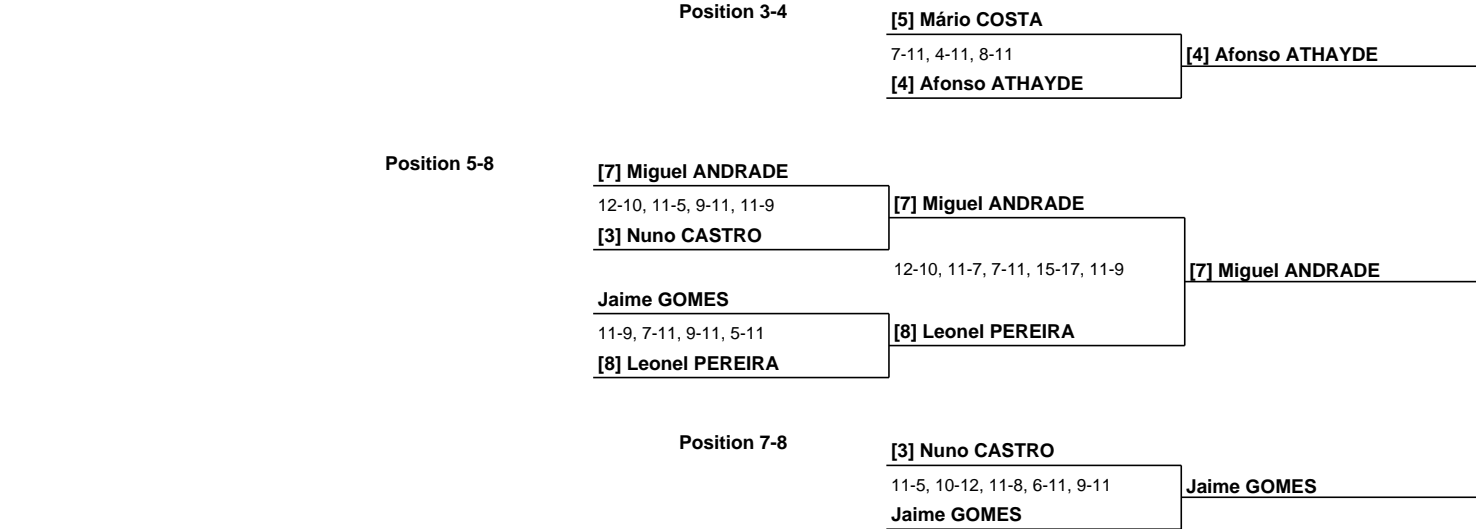 Position 3-4
[5] Mário COSTA
7-11, 4-11, 8-11
[4] Afonso ATHAYDE
[4] Afonso ATHAYDE
Position 5-8
[7] Miguel ANDRADE
12-10, 11-5, 9-11, 11-9
[7] Miguel ANDRADE
[3] Nuno CASTRO
12-10, 11-7, 7-11, 15-17, 11-9
[7] Miguel ANDRADE
Jaime GOMES
11-9, 7-11, 9-11, 5-11
[8] Leonel PEREIRA
[8] Leonel PEREIRA
Position 7-8
[3] Nuno CASTRO
11-5, 10-12, 11-8, 6-11, 9-11
Jaime GOMES
Jaime GOMES